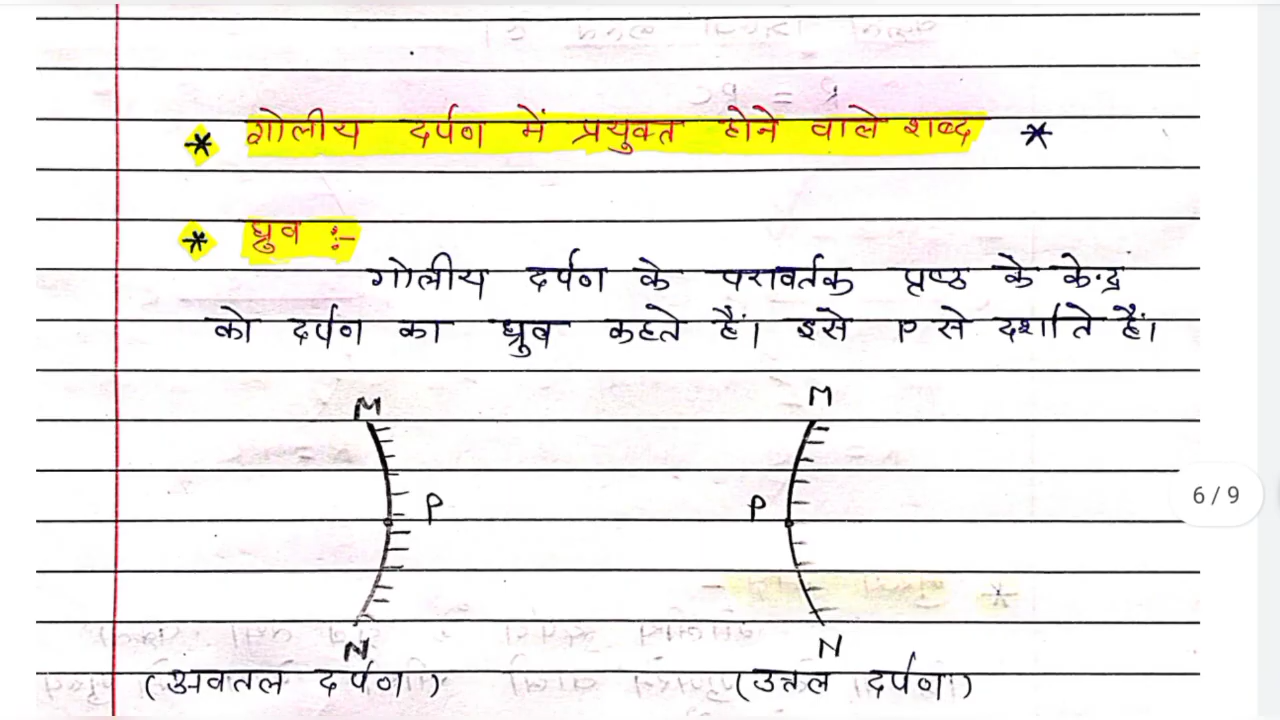 * गोलीय दर्पण में प्रयुक्त होने वाले शब्द *
* ध्रुव :-
गोलीय दर्पण के परावर्तक पृष्ठ के केन्द्र
को दर्पण का ध्रुव कहते हैं। इसे P से दर्शाते हैं।
M M
P P
N N
(अवतल दर्पण) (उत्तल दर्पण)
6 / 9